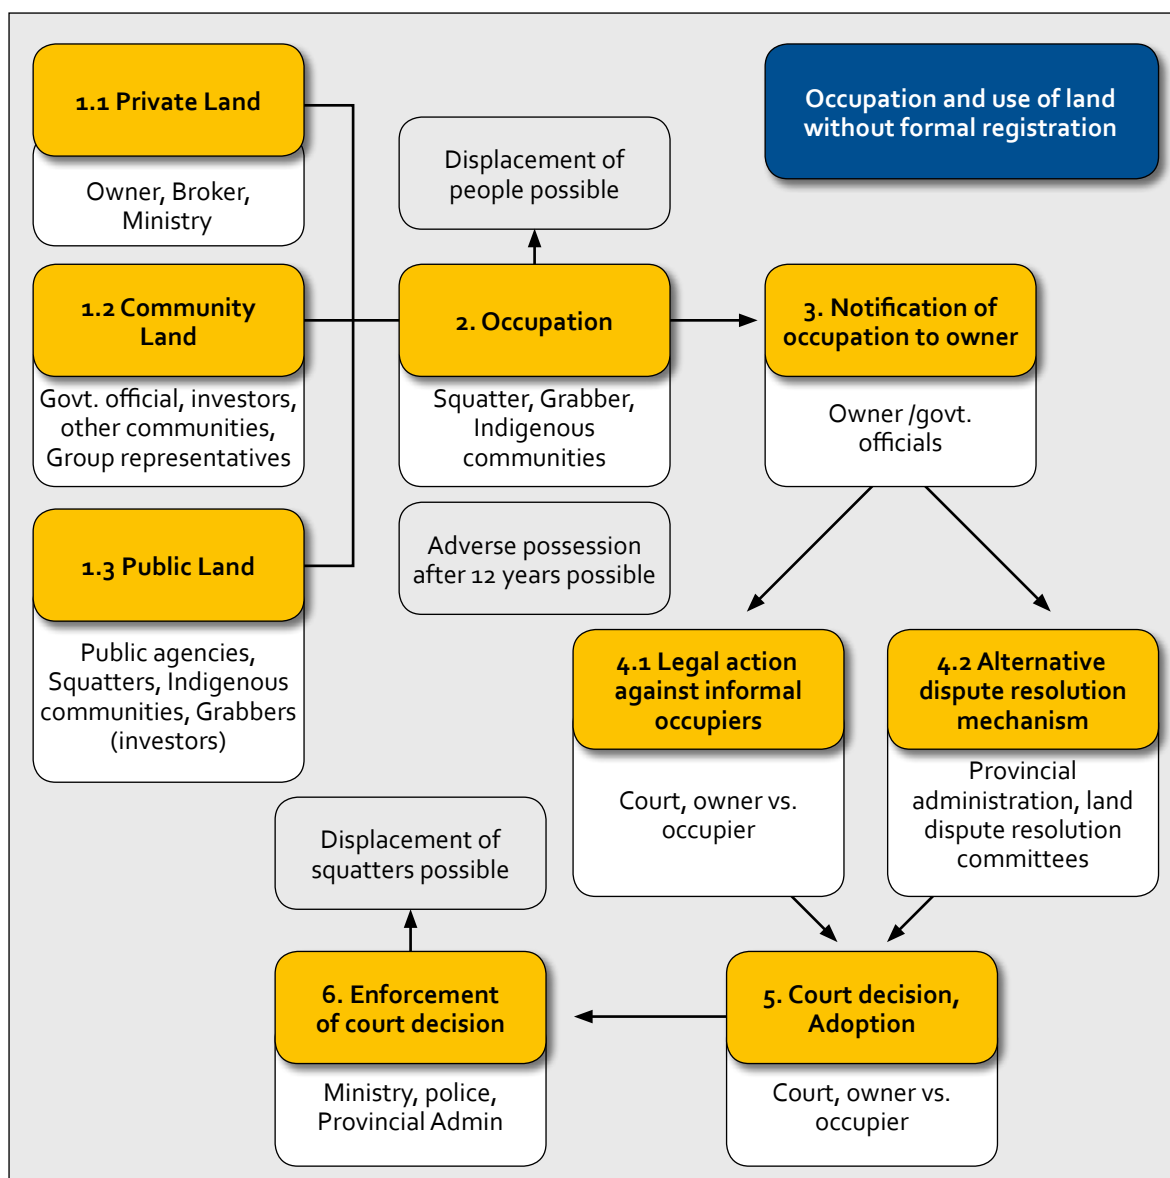 1.1 Private Land
Owner, Broker,
Ministry
Occupation and use of land
without formal registration
Displacement of
people possible
1.2 Community
Land
Govt. official, investors,
other communities,
Group representatives
2. Occupation
Squatter, Grabber,
Indigenous
communities
3. Notification of
occupation to owner
Owner /govt.
officials
1.3 Public Land
Public agencies,
Squatters, Indigenous
communities, Grabbers
(investors)
Adverse possession
after 12 years possible
4.1 Legal action
against informal
occupiers
Court, owner vs.
occupier
4.2 Alternative
dispute resolution
mechanism
Provincial
administration, land
dispute resolution
committees
Displacement of
squatters possible
6. Enforcement
of court decision
Ministry, police,
Provincial Admin
5. Court decision,
Adoption
Court, owner vs.
occupier